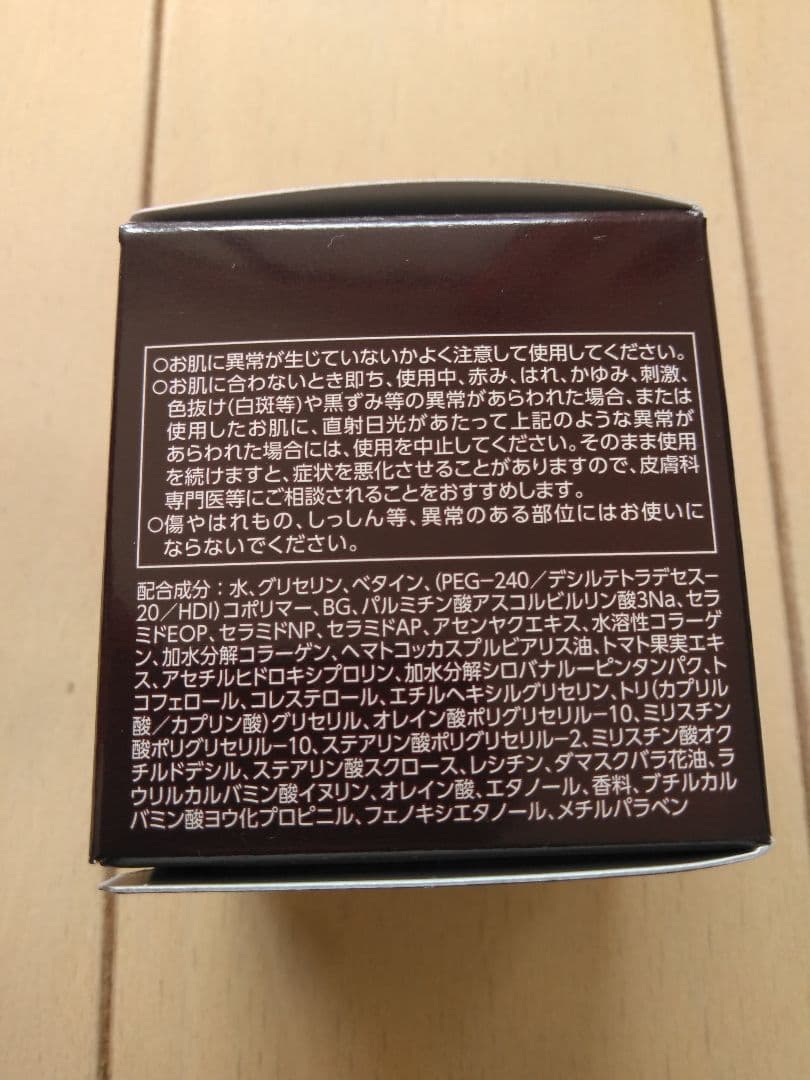 ○お肌に異常が生じていないかよく注意して使用してください。
○お肌に合わないとき即ち、使用中、赤み、はれ、かゆみ、刺激、
色抜け(白斑等)や黒ずみ等の異常があらわれた場合、または
使用したお肌に、直射日光があたって上記のような異常が
あらわれた場合には、使用を中止してください。そのまま使用
を続けますと、症状を悪化させることがありますので、皮膚科
専門医等にご相談されることをおすすめします。
○傷やはれもの、しっしん等、異常のある部位にはお使いに
ならないでください。
配合成分：水、グリセリン、ベタイン、(PEG−240／デシルテトラデセス−
20／HDI)コポリマー、BG、パルミチン酸アスコルビルリン酸3Na、セラ
ミドEOP、セラミドNP、セラミドAP、アセンヤクエキス、水溶性コラーゲ
ン、加水分解コラーゲン、ヘマトコッカスプルビアリス油、トマト果実エキ
ス、アセチルヒドロキシプロリン、加水分解シロバナルーピンタンパク、ト
コフェロール、コレステロール、エチルヘキシルグリセリン、トリ(カプリル
酸／カプリン酸)グリセリル、オレイン酸ポリグリセリル−10、ミリスチン
酸ポリグリセリル−10、ステアリン酸ポリグリセリル−2、ミリスチン酸オク
チルドデシル、ステアリン酸スクロース、レシチン、ダマスクバラ花油、ラ
ウリルカルバミン酸イヌリン、オレイン酸、エタノール、香料、ブチルカル
バミン酸ヨウ化プロピニル、フェノキシエタノール、メチルパラベン